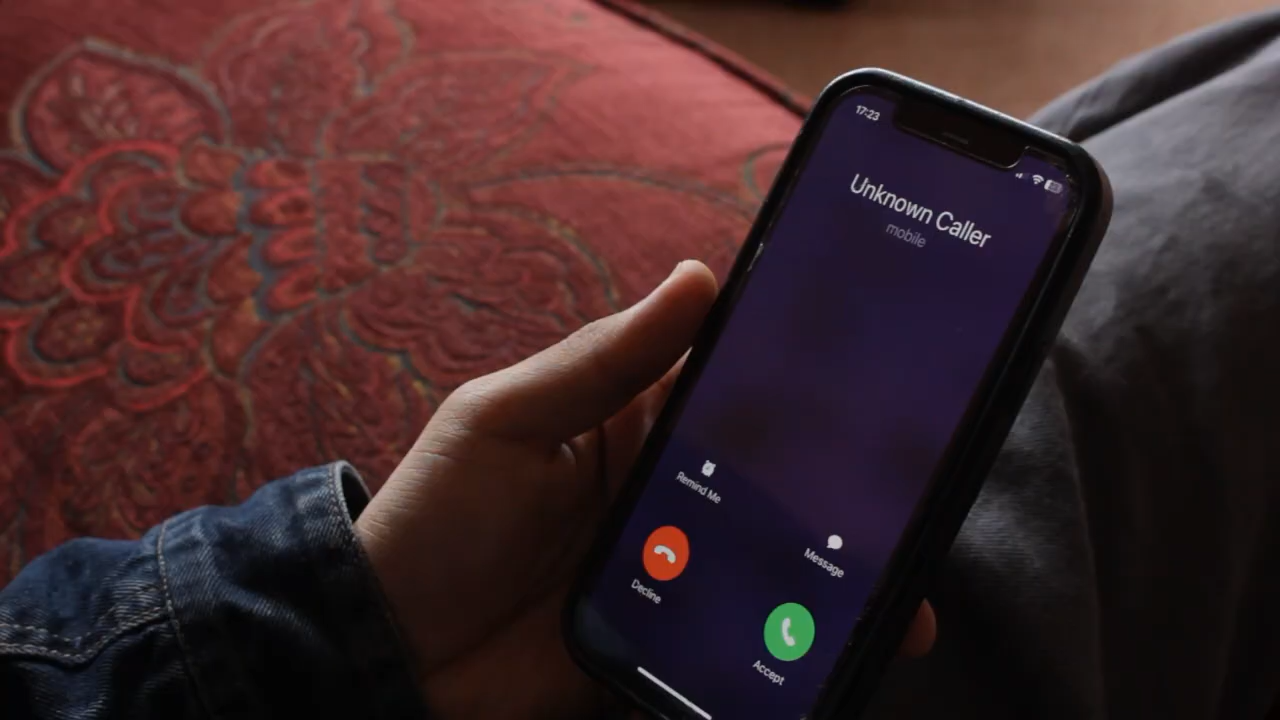 17:23
Unknown Caller
mobile
Remind Me
Message
Decline
Accept